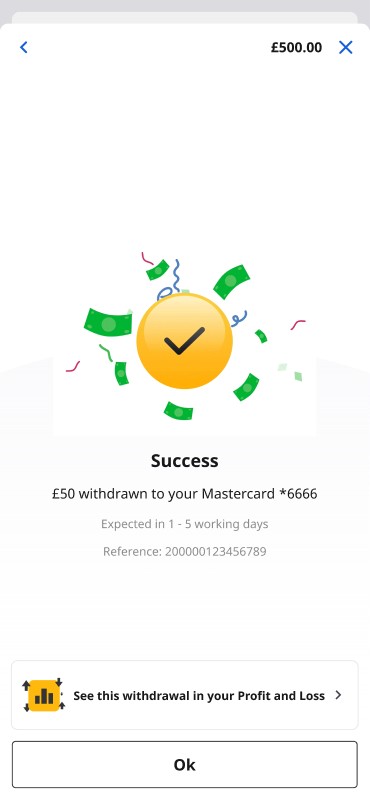 £500.00
Success
£50 withdrawn to your Mastercard *6666
Expected in 1 - 5 working days
Reference: 200000123456789
See this withdrawal in your Profit and Loss
Ok